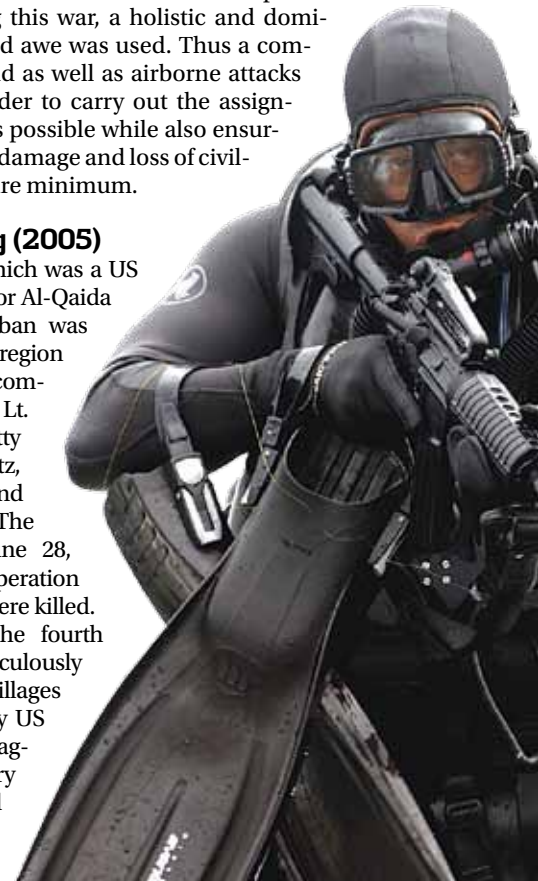 g this war, a holistic and domi-
d awe was used. Thus a com-
d as well as airborne attacks
der to carry out the assign-
s possible while also ensur-
damage and loss of civil-
re minimum.
g (2005)
hich was a US
or Al-Qaida
ban was
region
com-
Lt.
tty
tz,
nd
The
ne 28,
peration
ere killed.
he fourth
culously
illages
y US
ag-
ry